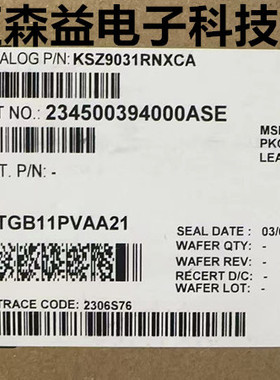 森益电子科技
ALOG P/N: KSZ9031RNXCA
T NO.: 234500394000ASE
T. P/N: -
TGB11PVAA21
MSL
PKG
LEA
SEAL DATE : 03/0
WAFER QTY: -
WAFER REV: -
RECERT D/C: -
WAFER LOT: -
TRACE CODE: 2306S76